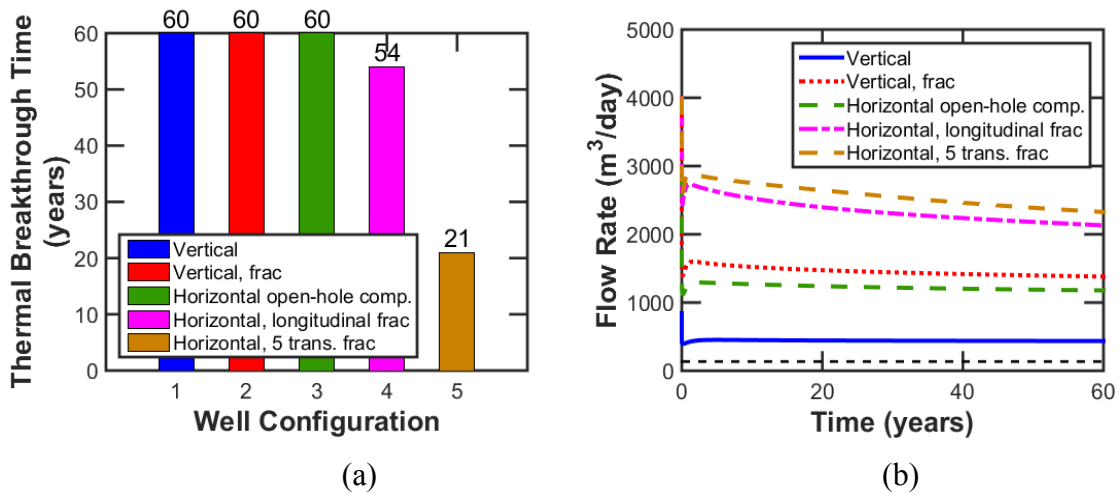 Thermal Breakthrough Time
(years)
60
50
40
30
20
10
0
60
60
60
54
21
Vertical
Vertical, frac
Horizontal open-hole comp.
Horizontal, longitudinal frac
Horizontal, 5 trans. frac
1
2
3
4
5
Well Configuration
(a)
Flow Rate (m³/day)
5000
4000
3000
2000
1000
0
Vertical
Vertical, frac
Horizontal open-hole comp.
Horizontal, longitudinal frac
Horizontal, 5 trans. frac
0
20
40
60
Time (years)
(b)